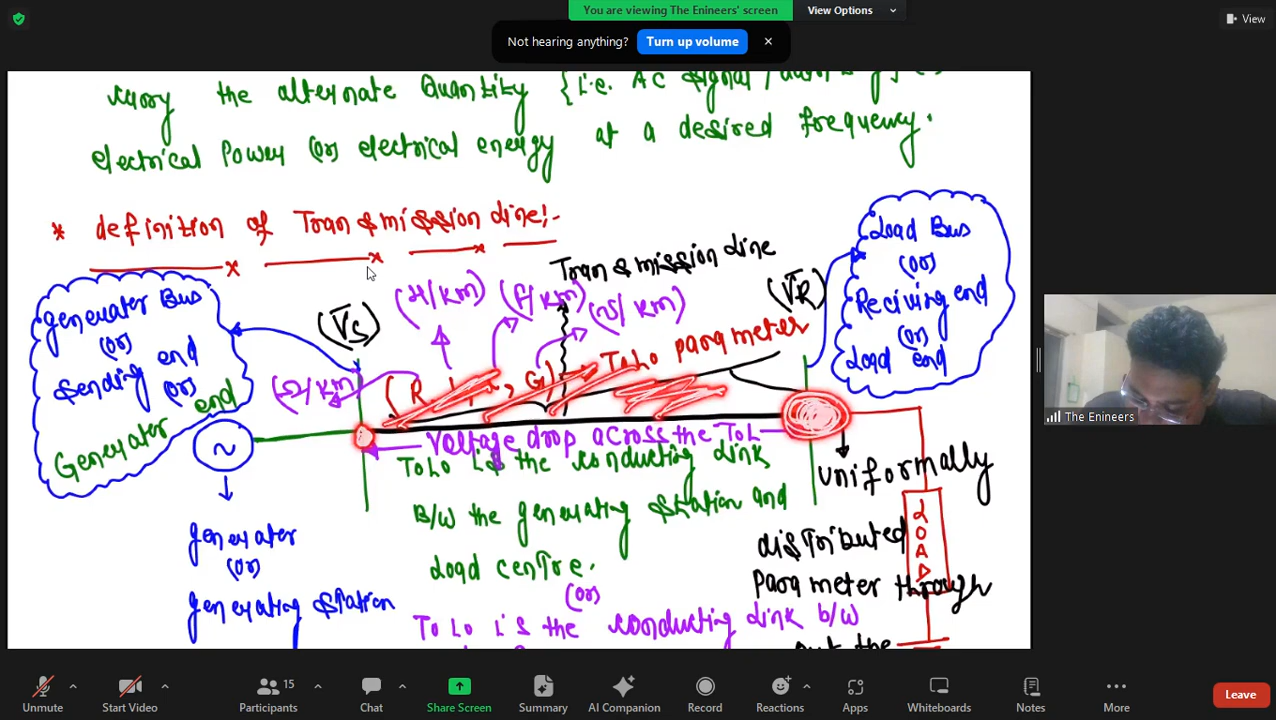 You are viewing The Enineers' screen
View Options
View
Not hearing anything?
Turn up volume
carry the alternate Quantity {i.e. AC signal /
electrical Power (or) electrical energy at a desired frequency.
* definition of Transmission Line:-
Transmission Line
generater Bus
(or)
sending end
(or)
Generater end
(V̅s)
(H/KM)
(F/KM)
(V̅R)
Load Bus
(or)
Reciving end
(or)
Load end
(Ω/KM)
(R
G)
T.L. parameter
~
Voltage drop across the T.L
T.L. is the conducting link
B/W the generating station and
Load centre.
(or)
T.L. is the conducting link b/w
generater
(or)
generating station
uniformally
distributed
parameter through
out the
LOAD
The Enineers
Unmute
Start Video
15
Participants
Chat
Share Screen
Summary
AI Companion
Record
Reactions
Apps
Whiteboards
Notes
More
Leave